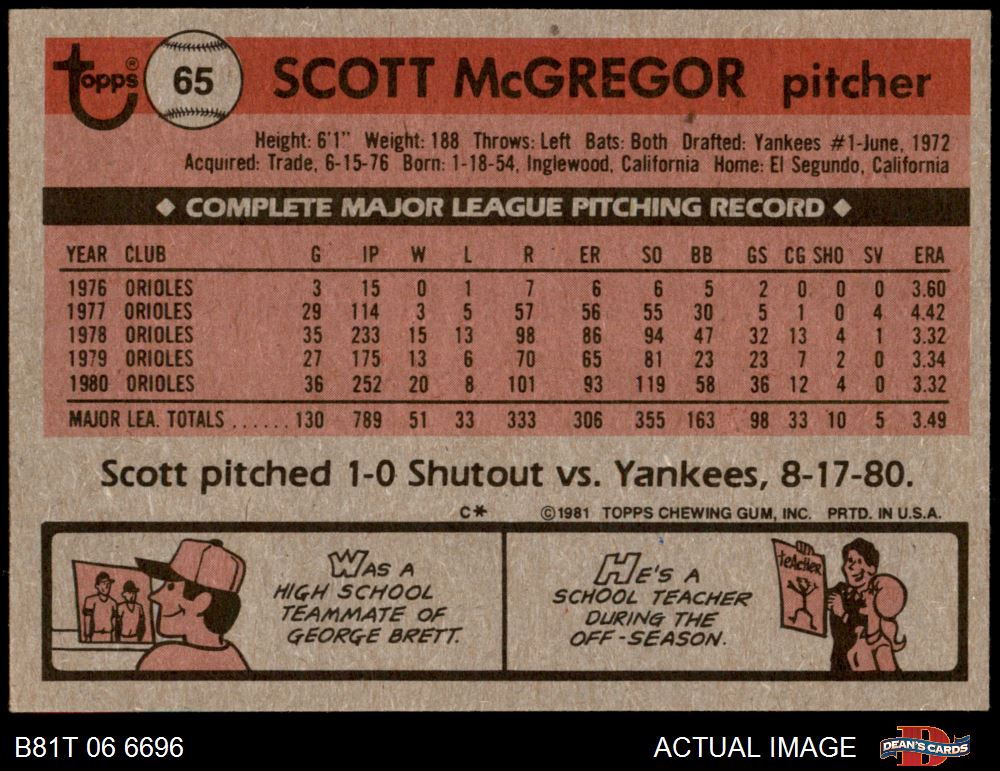 Topps® 65 SCOTT McGREGOR pitcher
Height: 6'1" Weight: 188 Throws: Left Bats: Both Drafted: Yankees #1-June, 1972
Acquired: Trade, 6-15-76 Born: 1-18-54, Inglewood, California Home: El Segundo, California
◆ COMPLETE MAJOR LEAGUE PITCHING RECORD ◆
YEAR CLUB G IP W L R ER SO BB GS CG SHO SV ERA
1976 ORIOLES 3 15 0 1 7 6 6 5 2 0 0 0 3.60
1977 ORIOLES 29 114 3 5 57 56 55 30 5 1 0 4 4.42
1978 ORIOLES 35 233 15 13 98 86 94 47 32 13 4 1 3.32
1979 ORIOLES 27 175 13 6 70 65 81 23 23 7 2 0 3.34
1980 ORIOLES 36 252 20 8 101 93 119 58 36 12 4 0 3.32
MAJOR LEA. TOTALS ...... 130 789 51 33 333 306 355 163 98 33 10 5 3.49
Scott pitched 1-0 Shutout vs. Yankees, 8-17-80.
C* ©1981 TOPPS CHEWING GUM, INC. PRTD. IN U.S.A.
WAS A
HIGH SCHOOL
TEAMMATE OF
GEORGE BRETT.
HE'S A
SCHOOL TEACHER
DURING THE
OFF-SEASON.
TEACHER
B81T 06 6696
ACTUAL IMAGE
DEAN'S CARDS